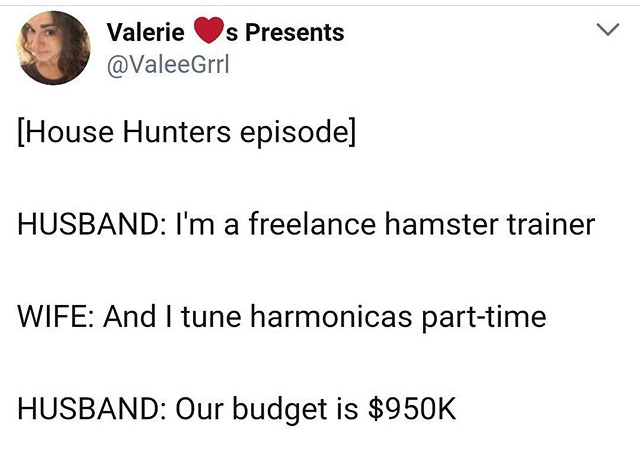 Valerie ❤️s Presents
@ValeeGrrl
[House Hunters episode]
HUSBAND: I'm a freelance hamster trainer
WIFE: And I tune harmonicas part-time
HUSBAND: Our budget is $950K